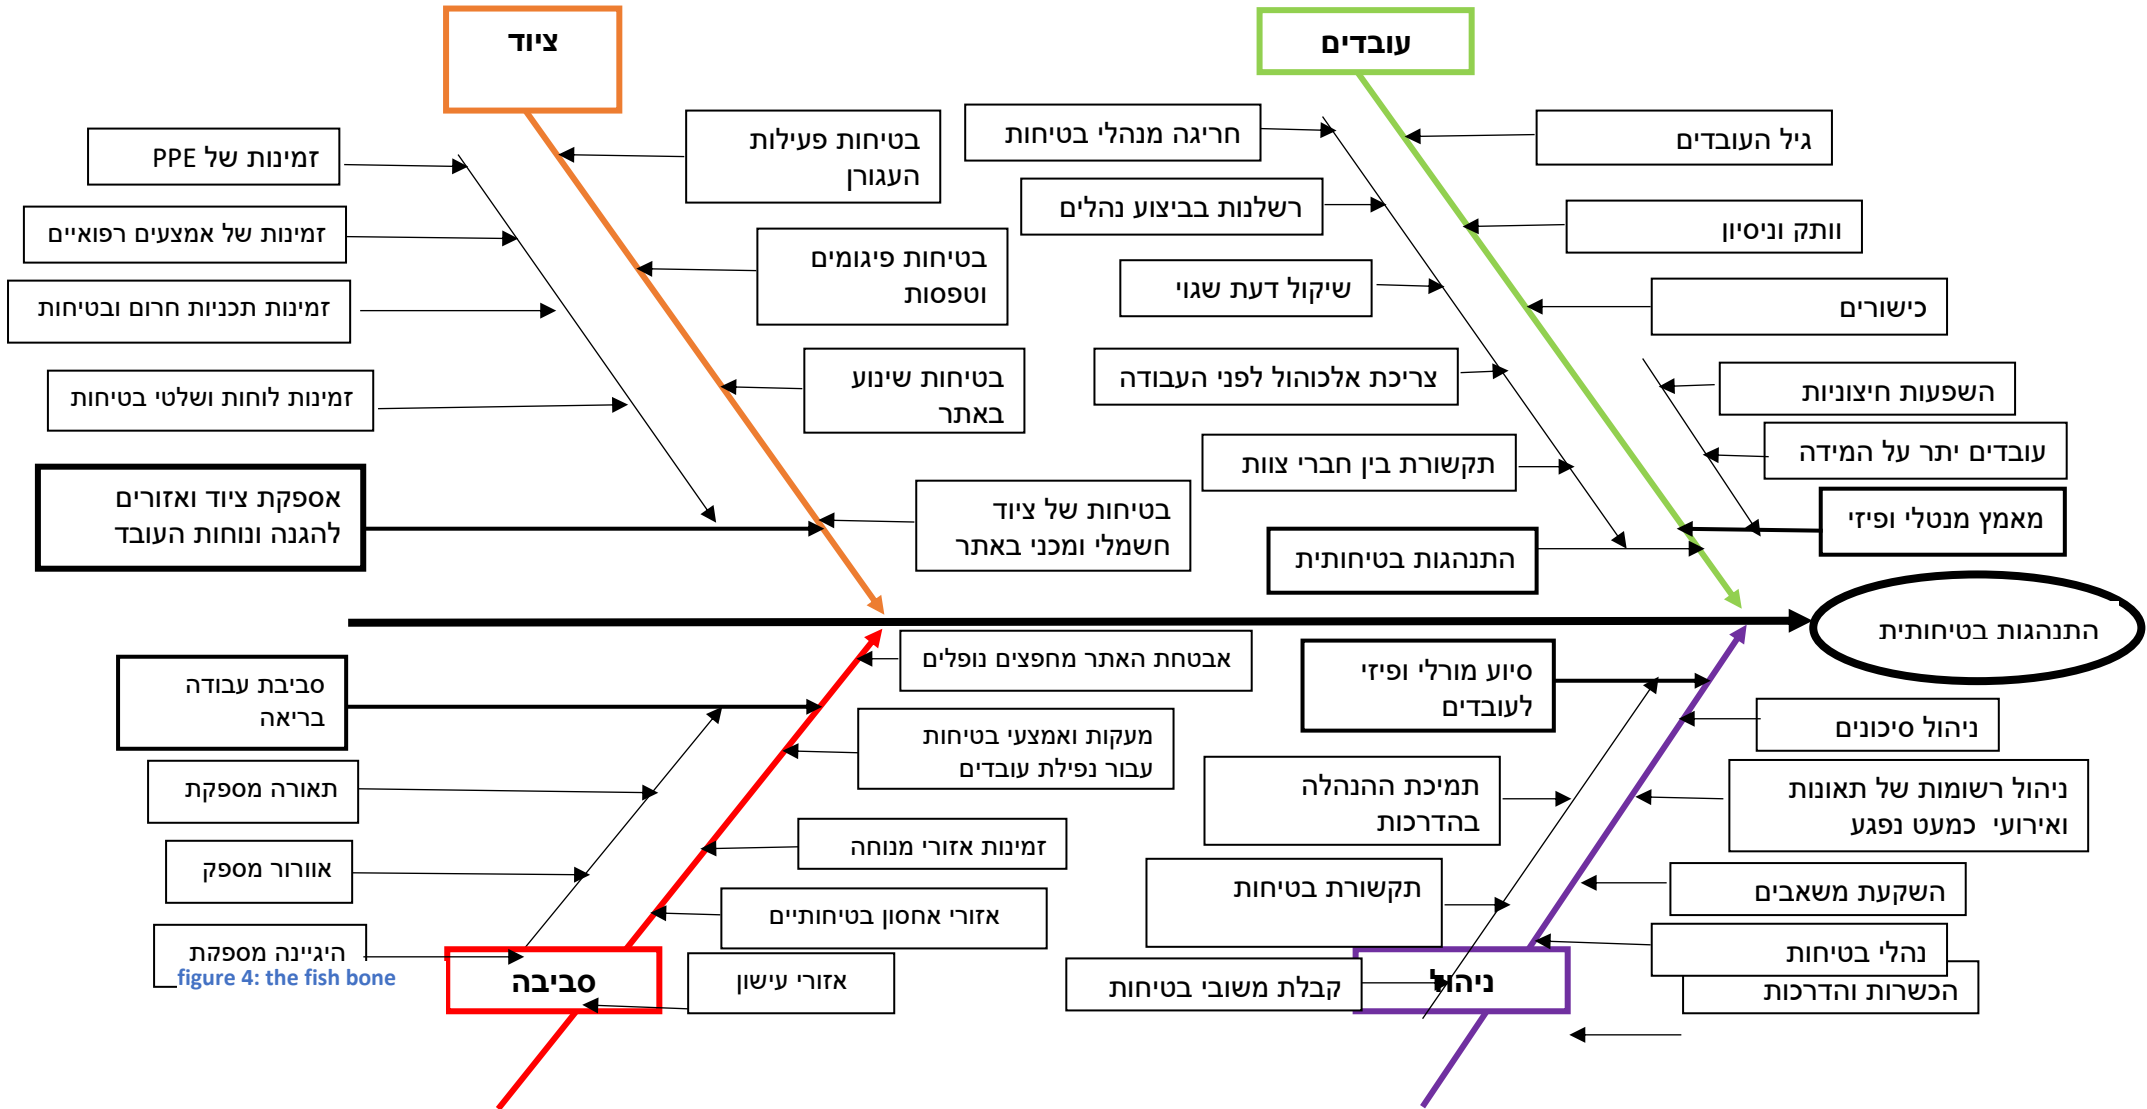 עובדים
ציוד
גיל העובדים
וותק וניסיון
כישורים
השפעות חיצוניות
עובדים יתר על המידה
מאמץ מנטלי ופיזי
חריגה מנהלי בטיחות
רשלנות בביצוע נהלים
שיקול דעת שגוי
צריכת אלכוהול לפני העבודה
תקשורת בין חברי צוות
התנהגות בטיחותית
בטיחות פעילות
העגורן
בטיחות פיגומים
וטפסות
בטיחות שינוע
באתר
בטיחות של ציוד
חשמלי ומכני באתר
זמינות של PPE
זמינות של אמצעים רפואיים
זמינות תכניות חרום ובטיחות
זמינות לוחות ושלטי בטיחות
אספקת ציוד ואזורים
להגנה ונוחות העובד
התנהגות בטיחותית
סיוע מורלי ופיזי
לעובדים
ניהול סיכונים
ניהול רשומות של תאונות
ואירועי כמעט נפגע
השקעת משאבים
נהלי בטיחות
הכשרות והדרכות
תמיכת ההנהלה
בהדרכות
תקשורת בטיחות
קבלת משובי בטיחות
ניהול
אבטחת האתר מחפצים נופלים
מעקות ואמצעי בטיחות
עבור נפילת עובדים
זמינות אזורי מנוחה
אזורי אחסון בטיחותיים
אזורי עישון
סביבת עבודה
בריאה
תאורה מספקת
אוורור מספק
היגיינה מספקת
סביבה
figure 4: the fish bone